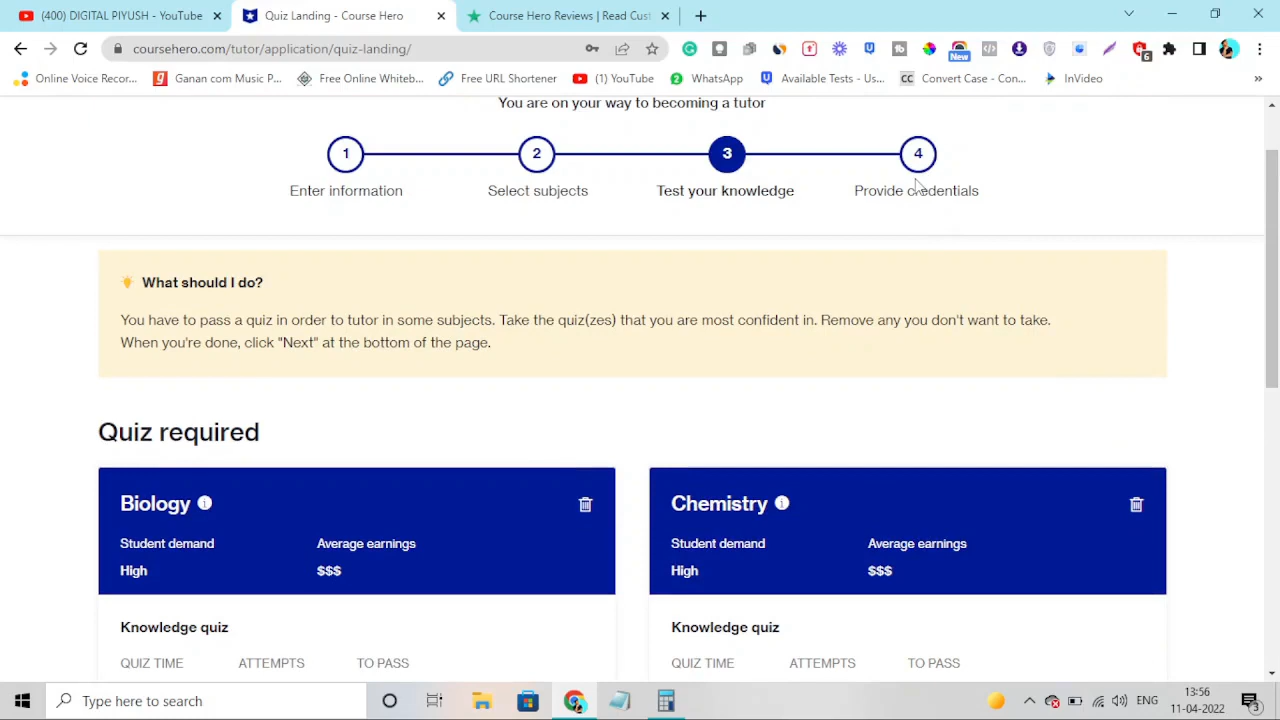 (400) DIGITAL PIYUSH - YouTube
Quiz Landing - Course Hero
Course Hero Reviews | Read Cust
coursehero.com/tutor/application/quiz-landing/
New
6
Online Voice Recor...
Ganan com Music P...
Free Online Whiteb...
Free URL Shortener
(1) YouTube
2 WhatsApp
Available Tests - Us...
CC Convert Case - Con...
InVideo
You are on your way to becoming a tutor
1 2 3 4
Enter information Select subjects Test your knowledge Provide credentials
What should I do?
You have to pass a quiz in order to tutor in some subjects. Take the quiz(zes) that you are most confident in. Remove any you don't want to take.
When you're done, click "Next" at the bottom of the page.
Quiz required
Biology
Student demand Average earnings
High $$$
Knowledge quiz
QUIZ TIME ATTEMPTS TO PASS
Chemistry
Student demand Average earnings
High $$$
Knowledge quiz
QUIZ TIME ATTEMPTS TO PASS
Type here to search
ENG
13:56
11-04-2022
3